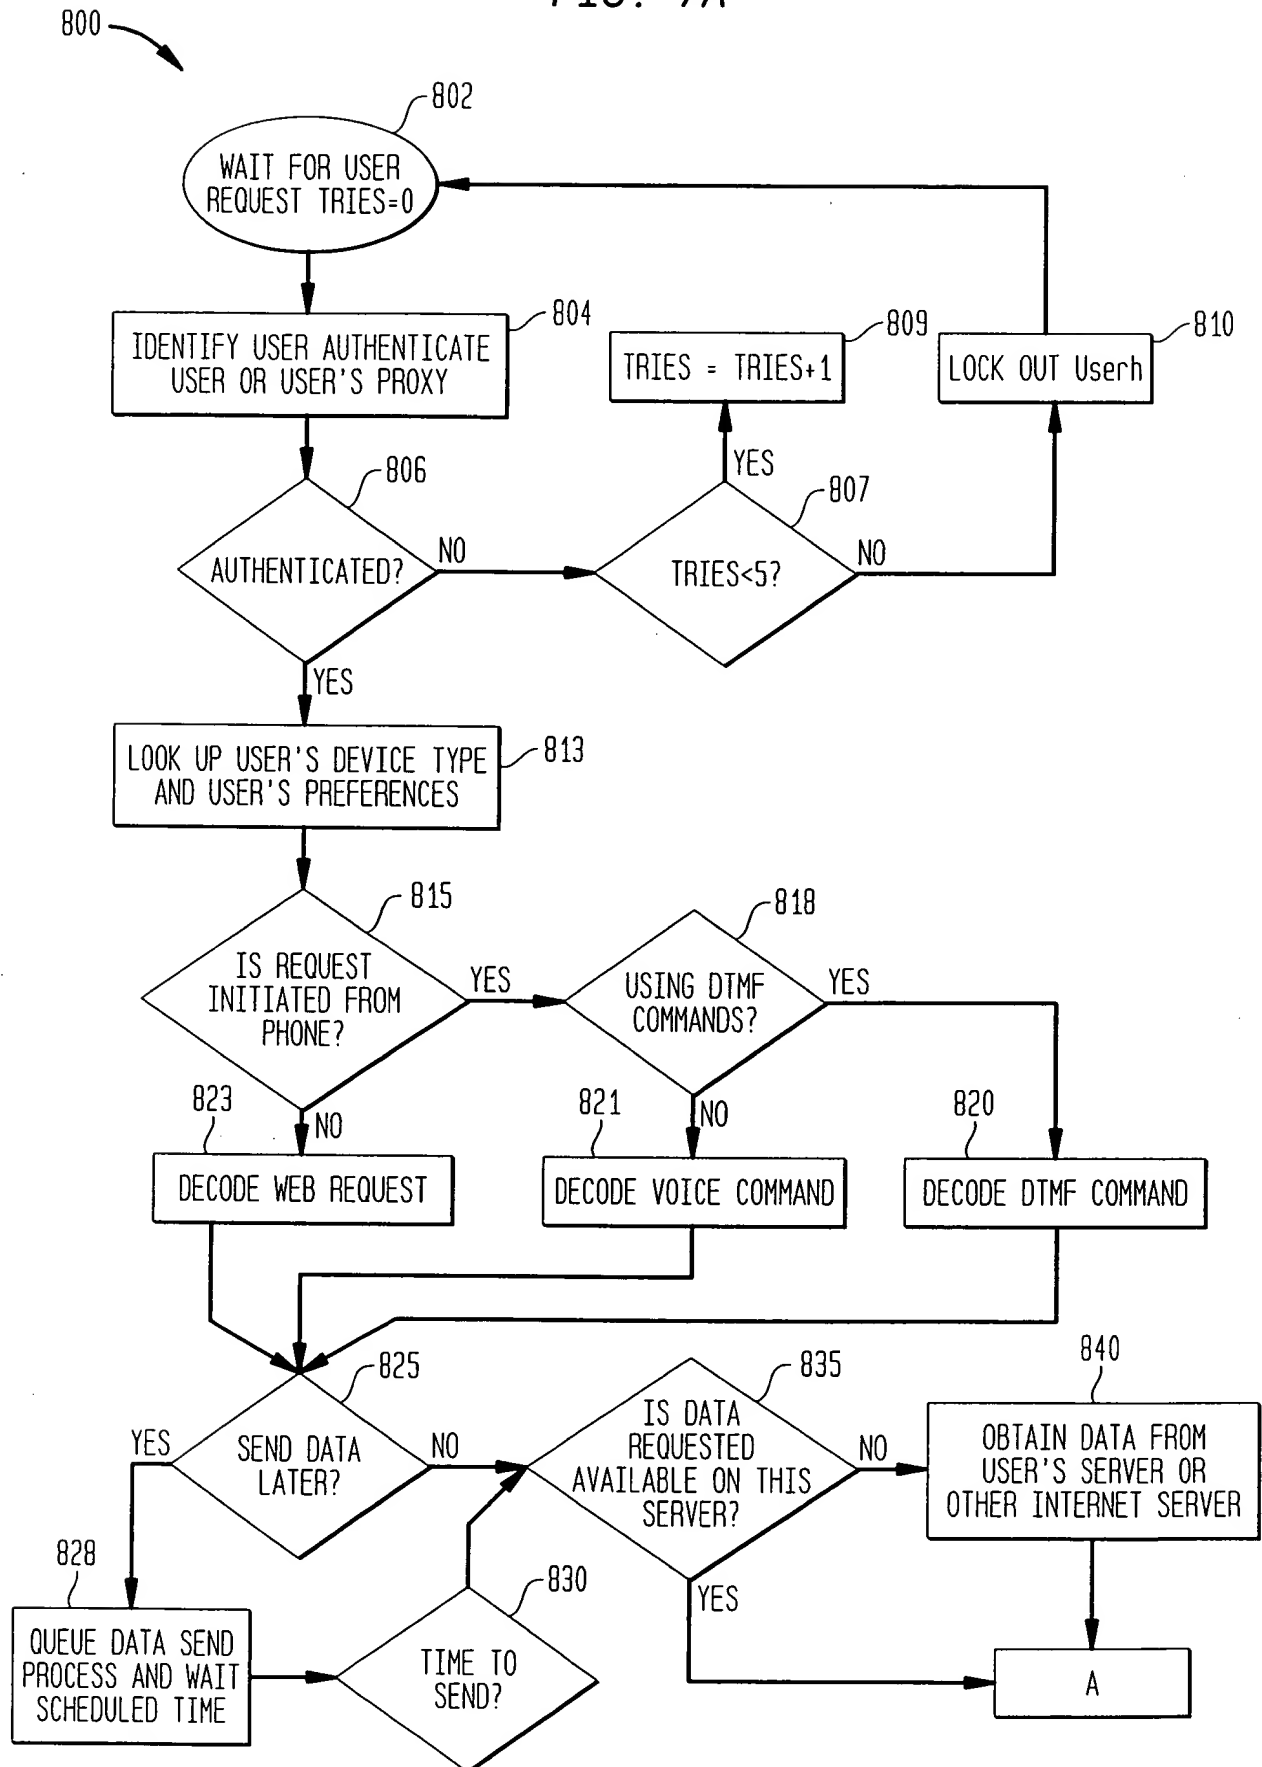 800
802
WAIT FOR USER
REQUEST TRIES=0
804
IDENTIFY USER AUTHENTICATE
USER OR USER'S PROXY
809
TRIES = TRIES+1
810
LOCK OUT Userh
806
AUTHENTICATED?
NO
YES
807
TRIES<5?
YES
NO
813
LOOK UP USER'S DEVICE TYPE
AND USER'S PREFERENCES
815
IS REQUEST
INITIATED FROM
PHONE?
YES
NO
818
USING DTMF
COMMANDS?
YES
NO
823
DECODE WEB REQUEST
821
DECODE VOICE COMMAND
820
DECODE DTMF COMMAND
825
SEND DATA
LATER?
YES
NO
835
IS DATA
REQUESTED
AVAILABLE ON THIS
SERVER?
NO
YES
840
OBTAIN DATA FROM
USER'S SERVER OR
OTHER INTERNET SERVER
828
QUEUE DATA SEND
PROCESS AND WAIT
SCHEDULED TIME
830
TIME TO
SEND?
A